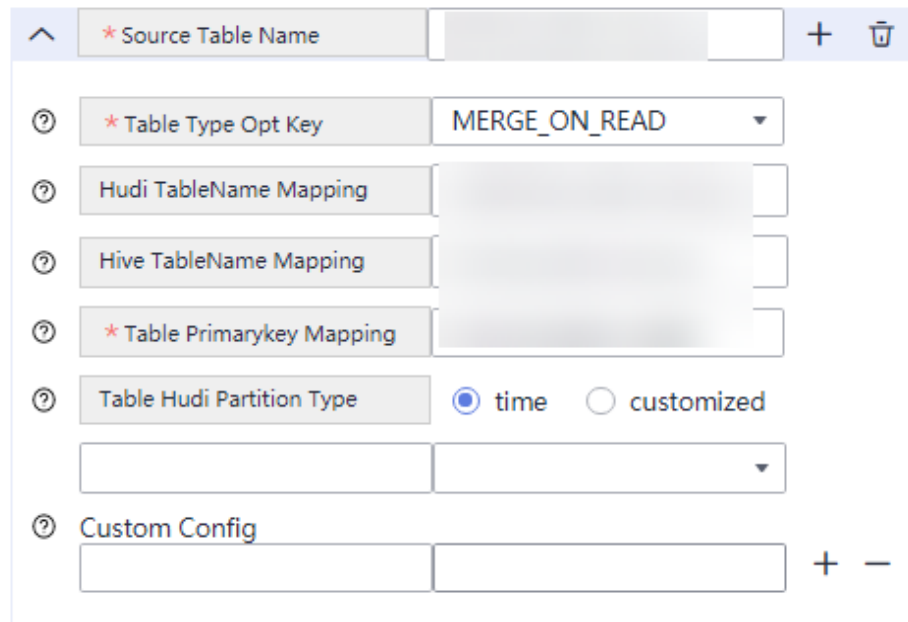 * Source Table Name
* Table Type Opt Key MERGE_ON_READ
Hudi TableName Mapping
Hive TableName Mapping
* Table Primarykey Mapping
Table Hudi Partition Type time customized
Custom Config